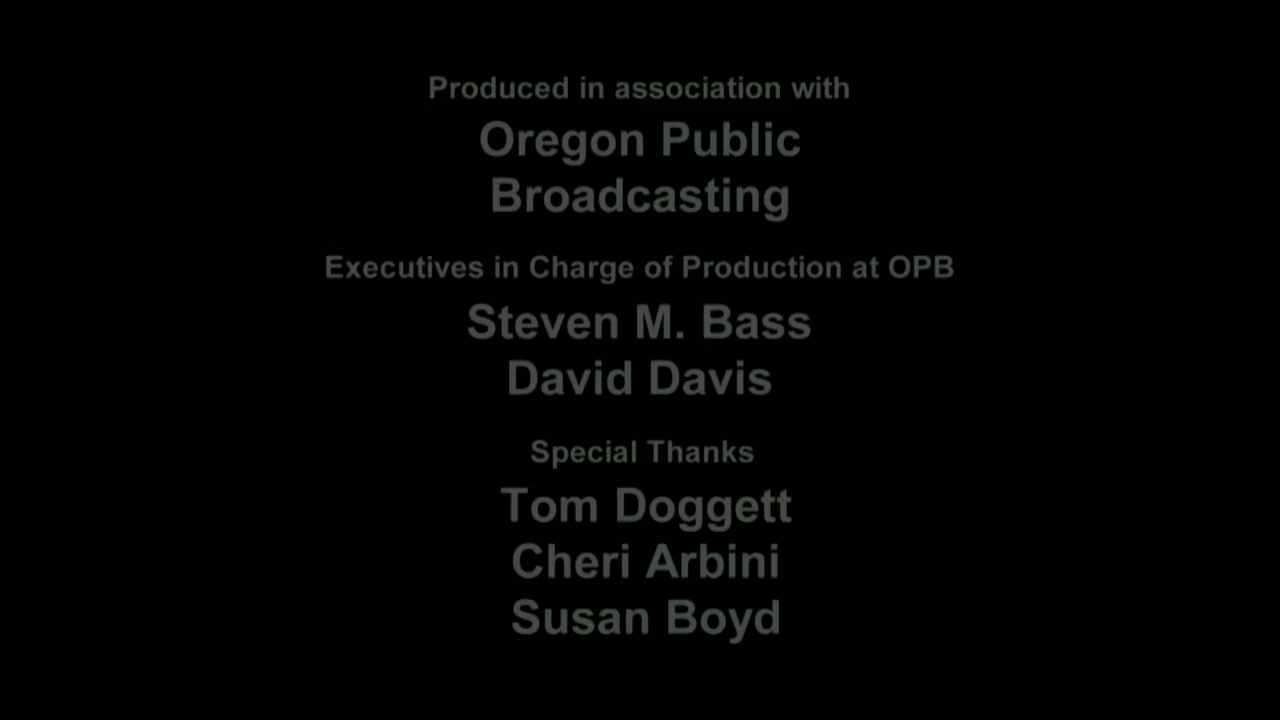 Produced in association with
Oregon Public
Broadcasting
Executives in Charge of Production at OPB
Steven M. Bass
David Davis
Special Thanks
Tom Doggett
Cheri Arbini
Susan Boyd